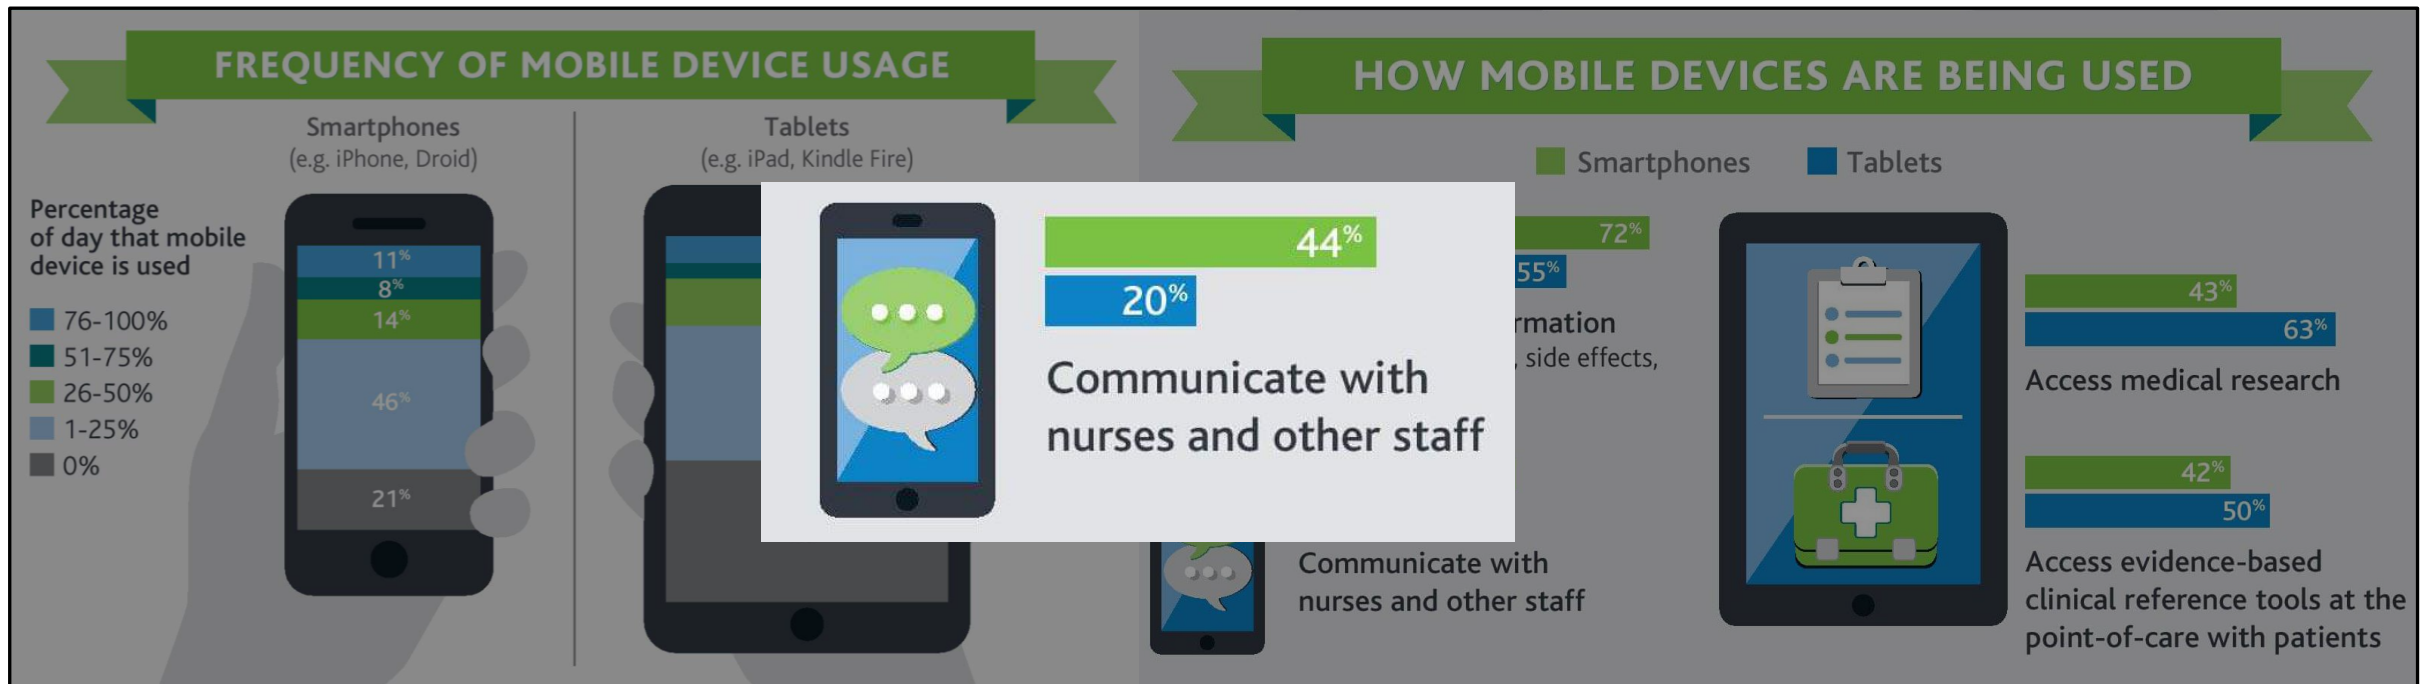 FREQUENCY OF MOBILE DEVICE USAGE
Smartphones
(e.g. iPhone, Droid)
Tablets
(e.g. iPad, Kindle Fire)
Percentage
of day that mobile
device is used
76-100%
51-75%
26-50%
1-25%
0%
11%
8%
14%
46%
21%
44%
20%
Communicate with
nurses and other staff
HOW MOBILE DEVICES ARE BEING USED
Smartphones
Tablets
72%
55%
side effects,
Communicate with
nurses and other staff
43%
63%
Access medical research
42%
50%
Access evidence-based
clinical reference tools at the
point-of-care with patients